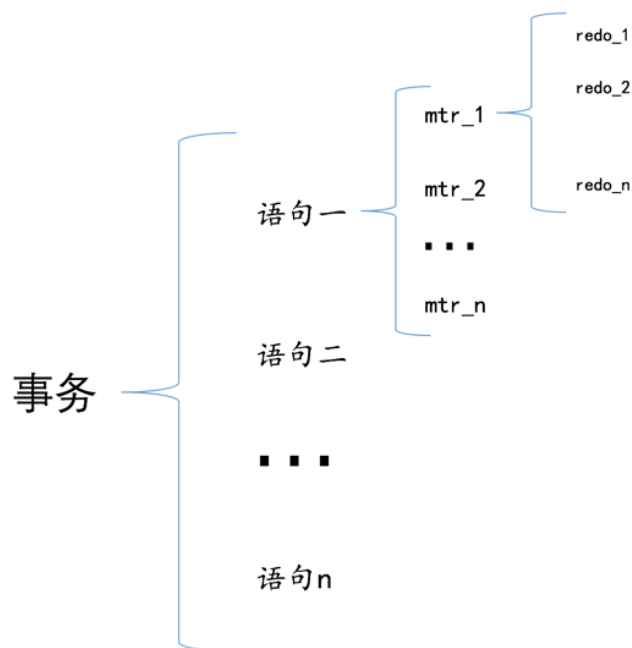 事务
语句一
mtr_1
redo_1
redo_2
redo_n
mtr_2
...
mtr_n
语句二
...
语句n